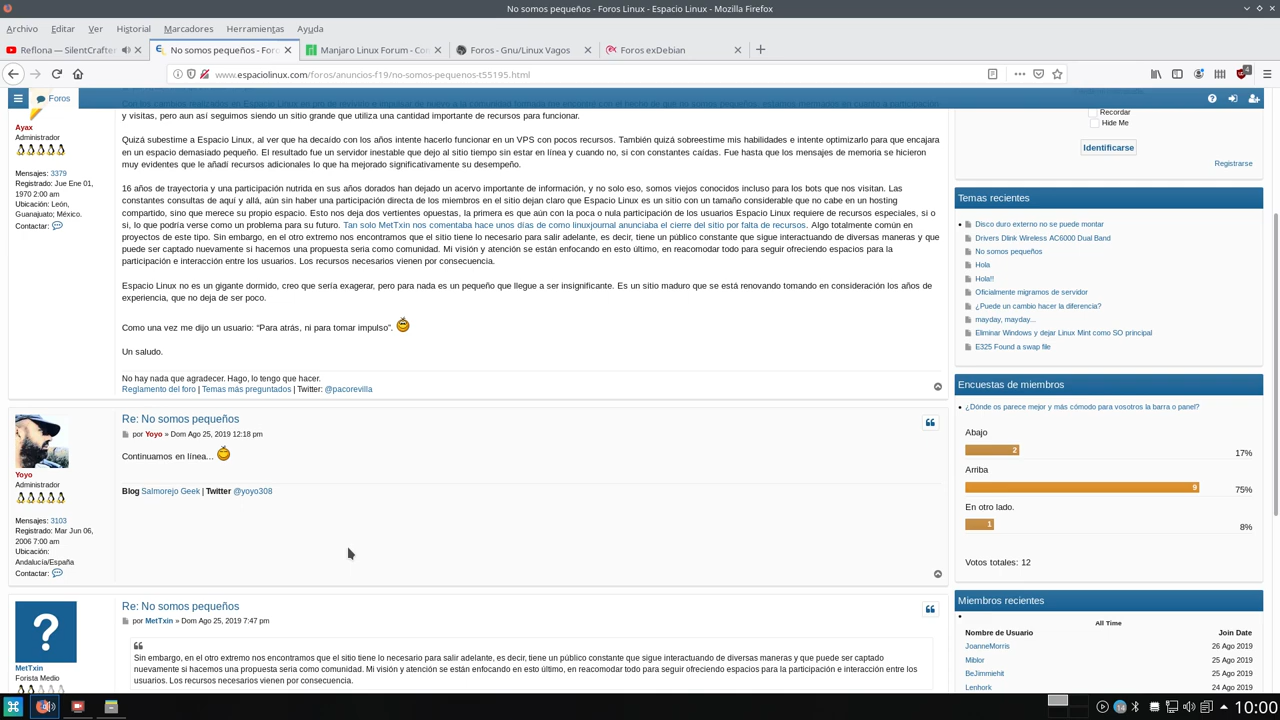 No somos pequeños - Foros Linux - Espacio Linux - Mozilla Firefox
Archivo Editar Ver Historial Marcadores Herramientas Ayuda
Reflona — SilentCrafter
No somos pequeños - Foro
Manjaro Linux Forum - Con
Foros - Gnu/Linux Vagos
Foros exDebian
www.espaciolinux.com/foros/anuncios-f19/no-somos-pequenos-t55195.html
4
Foros
Ayax
Administrador
Mensajes: 3379
Registrado: Jue Ene 01,
1970 2:00 am
Ubicación: León,
Guanajuato; México.
Contactar:
y visitas, pero aun así seguimos siendo un sitio grande que utiliza una cantidad importante de recursos para funcionar.
Quizá subestime a Espacio Linux, al ver que ha decaído con los años intente hacerlo funcionar en un VPS con pocos recursos. También quizá sobreestime mis habilidades e intente optimizarlo para que encajara
en un espacio demasiado pequeño. El resultado fue un servidor inestable que dejo al sitio tiempo sin estar en línea y cuando no, si con constantes caídas. Fue hasta que los mensajes de memoria se hicieron
muy evidentes que le añadí recursos adicionales lo que ha mejorado significativamente su desempeño.
16 años de trayectoria y una participación nutrida en sus años dorados han dejado un acervo importante de información, y no solo eso, somos viejos conocidos incluso para los bots que nos visitan. Las
constantes consultas de aquí y allá, aún sin haber una participación directa de los miembros en el sitio dejan claro que Espacio Linux es un sitio con un tamaño considerable que no cabe en un hosting
compartido, sino que merece su propio espacio. Esto nos deja dos vertientes opuestas, la primera es que aún con la poca o nula participación de los usuarios Espacio Linux requiere de recursos especiales, si o
si, lo que podría verse como un problema para su futuro. Tan solo MetTxin nos comentaba hace unos días de como linuxjournal anunciaba el cierre del sitio por falta de recursos. Algo totalmente común en
proyectos de este tipo. Sin embargo, en el otro extremo nos encontramos que el sitio tiene lo necesario para salir adelante, es decir, tiene un público constante que sigue interactuando de diversas maneras y que
puede ser captado nuevamente si hacemos una propuesta seria como comunidad. Mi visión y atención se están enfocando en esto último, en reacomodar todo para seguir ofreciendo espacios para la
participación e interacción entre los usuarios. Los recursos necesarios vienen por consecuencia.
Espacio Linux no es un gigante dormido, creo que sería exagerar, pero para nada es un pequeño que llegue a ser insignificante. Es un sitio maduro que se está renovando tomando en consideración los años de
experiencia, que no deja de ser poco.
Como una vez me dijo un usuario: “Para atrás, ni para tomar impulso”.
Un saludo.
No hay nada que agradecer. Hago, lo tengo que hacer.
Reglamento del foro | Temas más preguntados | Twitter: @pacorevilla
Re: No somos pequeños
por Yoyo » Dom Ago 25, 2019 12:18 pm
Continuamos en línea...
Blog Salmorejo Geek | Twitter @yoyo308
Yoyo
Administrador
Mensajes: 3103
Registrado: Mar Jun 06,
2006 7:00 am
Ubicación:
Andalucía/España
Contactar:
Re: No somos pequeños
por MetTxin » Dom Ago 25, 2019 7:47 pm
Sin embargo, en el otro extremo nos encontramos que el sitio tiene lo necesario para salir adelante, es decir, tiene un público constante que sigue interactuando de diversas maneras y que puede ser captado
nuevamente si hacemos una propuesta seria como comunidad. Mi visión y atención se están enfocando en esto último, en reacomodar todo para seguir ofreciendo espacios para la participación e interacción entre los
usuarios. Los recursos necesarios vienen por consecuencia.
?
MetTxin
Forista Medio
Recordar
Hide Me
Identificarse
Registrarse
Temas recientes
Disco duro externo no se puede montar
Drivers Dlink Wireless AC6000 Dual Band
No somos pequeños
Hola
Hola!!
Oficialmente migramos de servidor
¿Puede un cambio hacer la diferencia?
mayday, mayday...
Eliminar Windows y dejar Linux Mint como SO principal
E325 Found a swap file
Encuestas de miembros
¿Dónde os parece mejor y más cómodo para vosotros la barra o panel?
Abajo
2 17%
Arriba
9 75%
En otro lado.
1 8%
Votos totales: 12
Miembros recientes
All Time
Nombre de Usuario Join Date
JoanneMorris 26 Ago 2019
Miblor 25 Ago 2019
BeJimmiehit 25 Ago 2019
Lenhork 24 Ago 2019
14
10:00